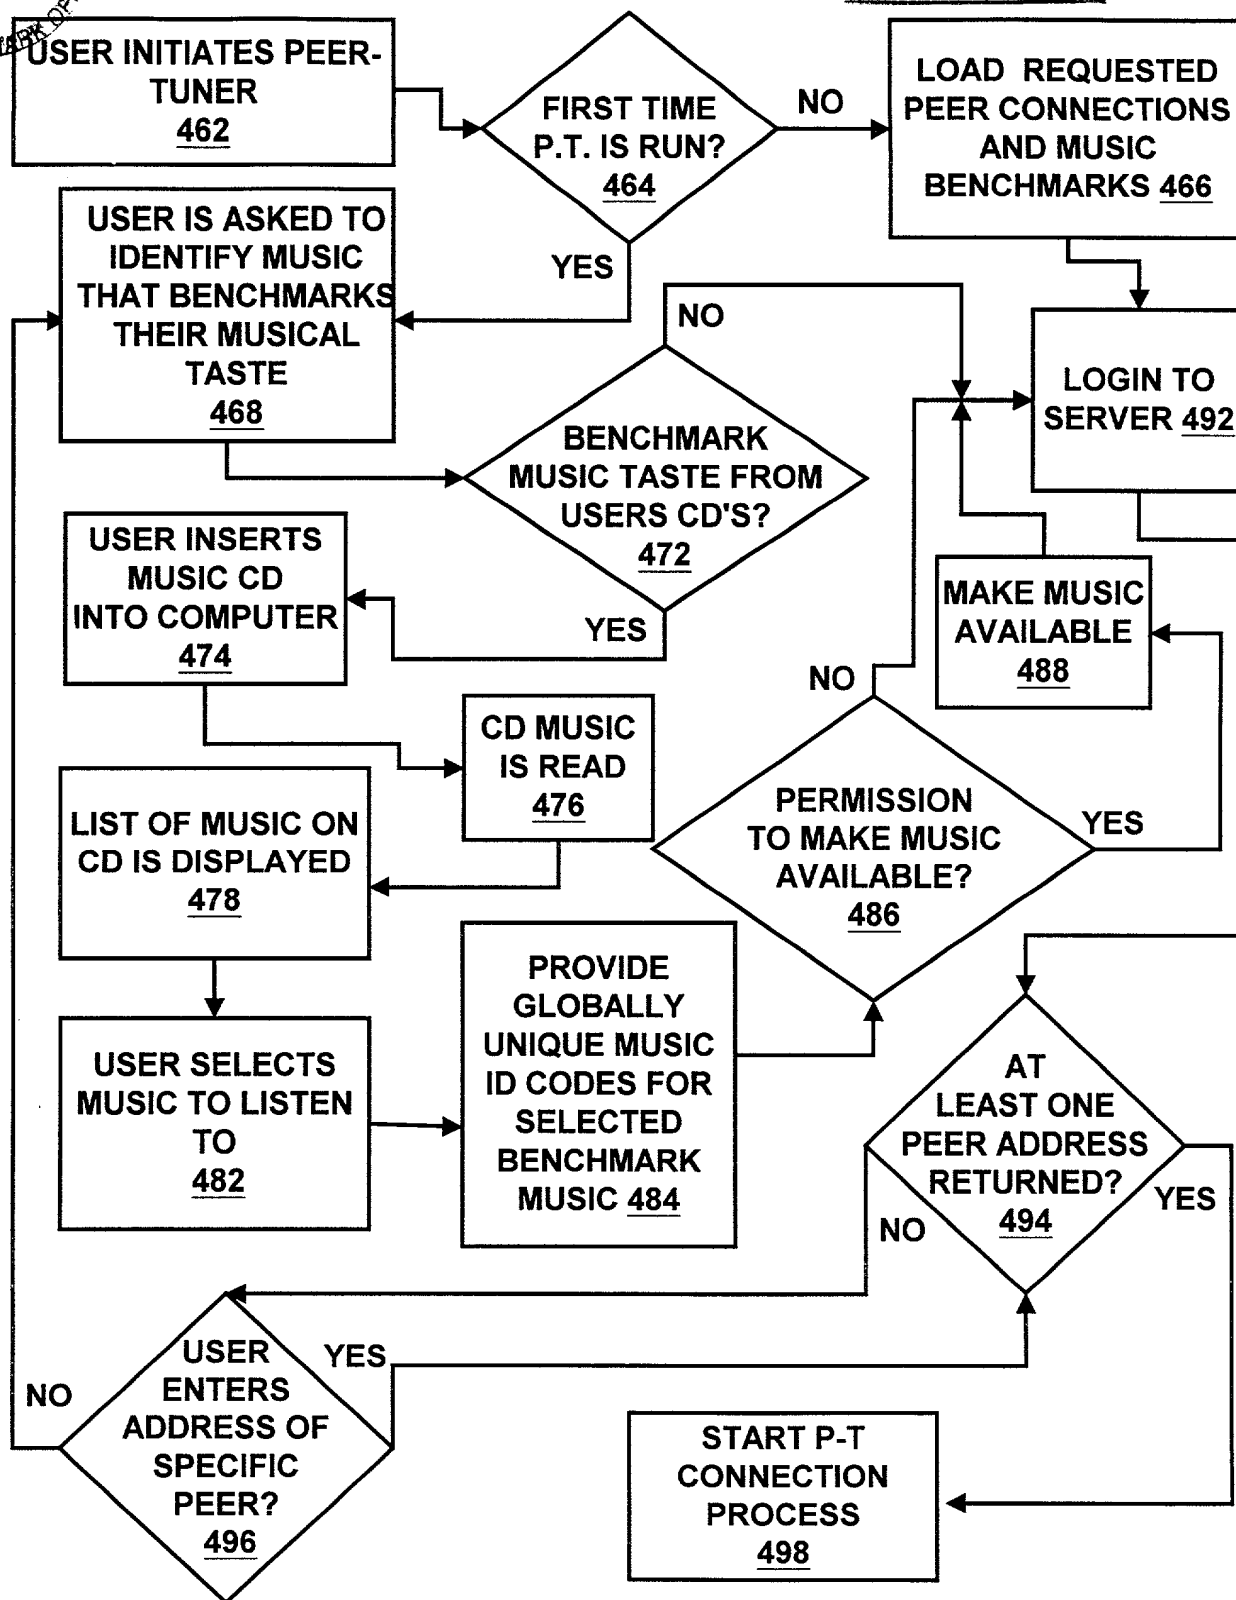 USER INITIATES PEER-
TUNER
462
FIRST TIME
P.T. IS RUN?
464
NO
YES
LOAD REQUESTED
PEER CONNECTIONS
AND MUSIC
BENCHMARKS 466
USER IS ASKED TO
IDENTIFY MUSIC
THAT BENCHMARKS
THEIR MUSICAL
TASTE
468
NO
BENCHMARK
MUSIC TASTE FROM
USERS CD'S?
472
YES
LOGIN TO
SERVER 492
USER INSERTS
MUSIC CD
INTO COMPUTER
474
MAKE MUSIC
AVAILABLE
488
CD MUSIC
IS READ
476
NO
PERMISSION
TO MAKE MUSIC
AVAILABLE?
486
YES
LIST OF MUSIC ON
CD IS DISPLAYED
478
USER SELECTS
MUSIC TO LISTEN
TO
482
PROVIDE
GLOBALLY
UNIQUE MUSIC
ID CODES FOR
SELECTED
BENCHMARK
MUSIC 484
AT
LEAST ONE
PEER ADDRESS
RETURNED?
494
NO
YES
USER
ENTERS
ADDRESS OF
SPECIFIC
PEER?
496
YES
NO
START P-T
CONNECTION
PROCESS
498